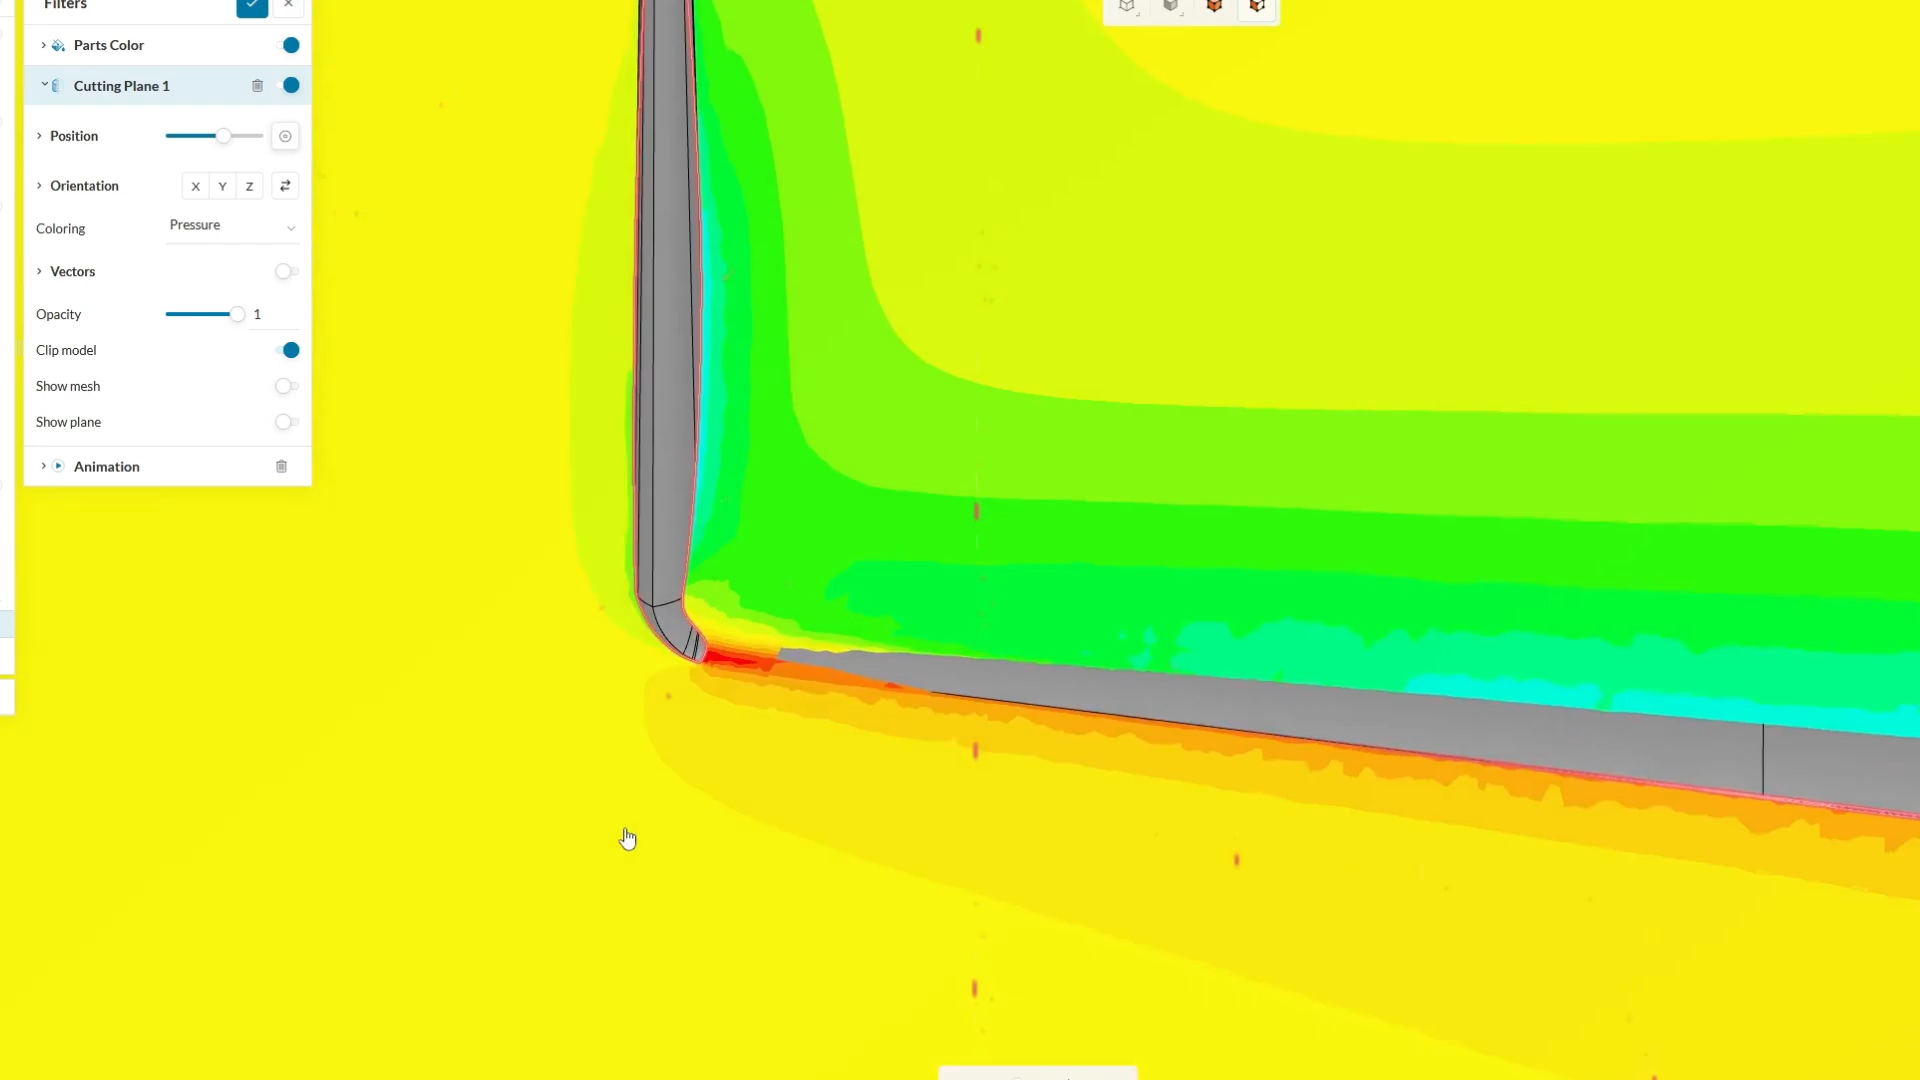 Filters
Parts Color
Cutting Plane 1
Position
Orientation X Y Z
Coloring Pressure
Vectors
Opacity 1
Clip model
Show mesh
Show plane
Animation